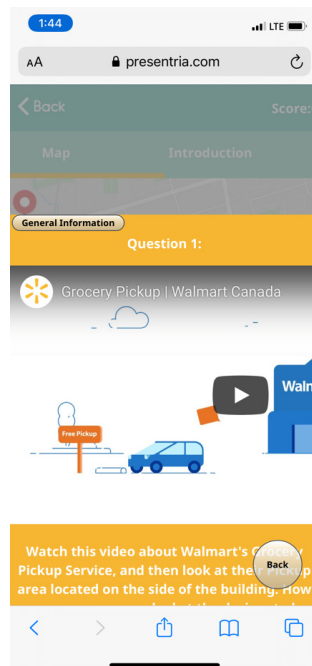 1:44
LTE
AA
presentria.com
Back
Score:
Map
Introduction
General Information
Question 1:
Grocery Pickup | Walmart Canada
Free Pickup
Waln
Watch this video about Walmart's Grocery
Pickup Service, and then look at their Pickup
area located on the side of the building. How
Back